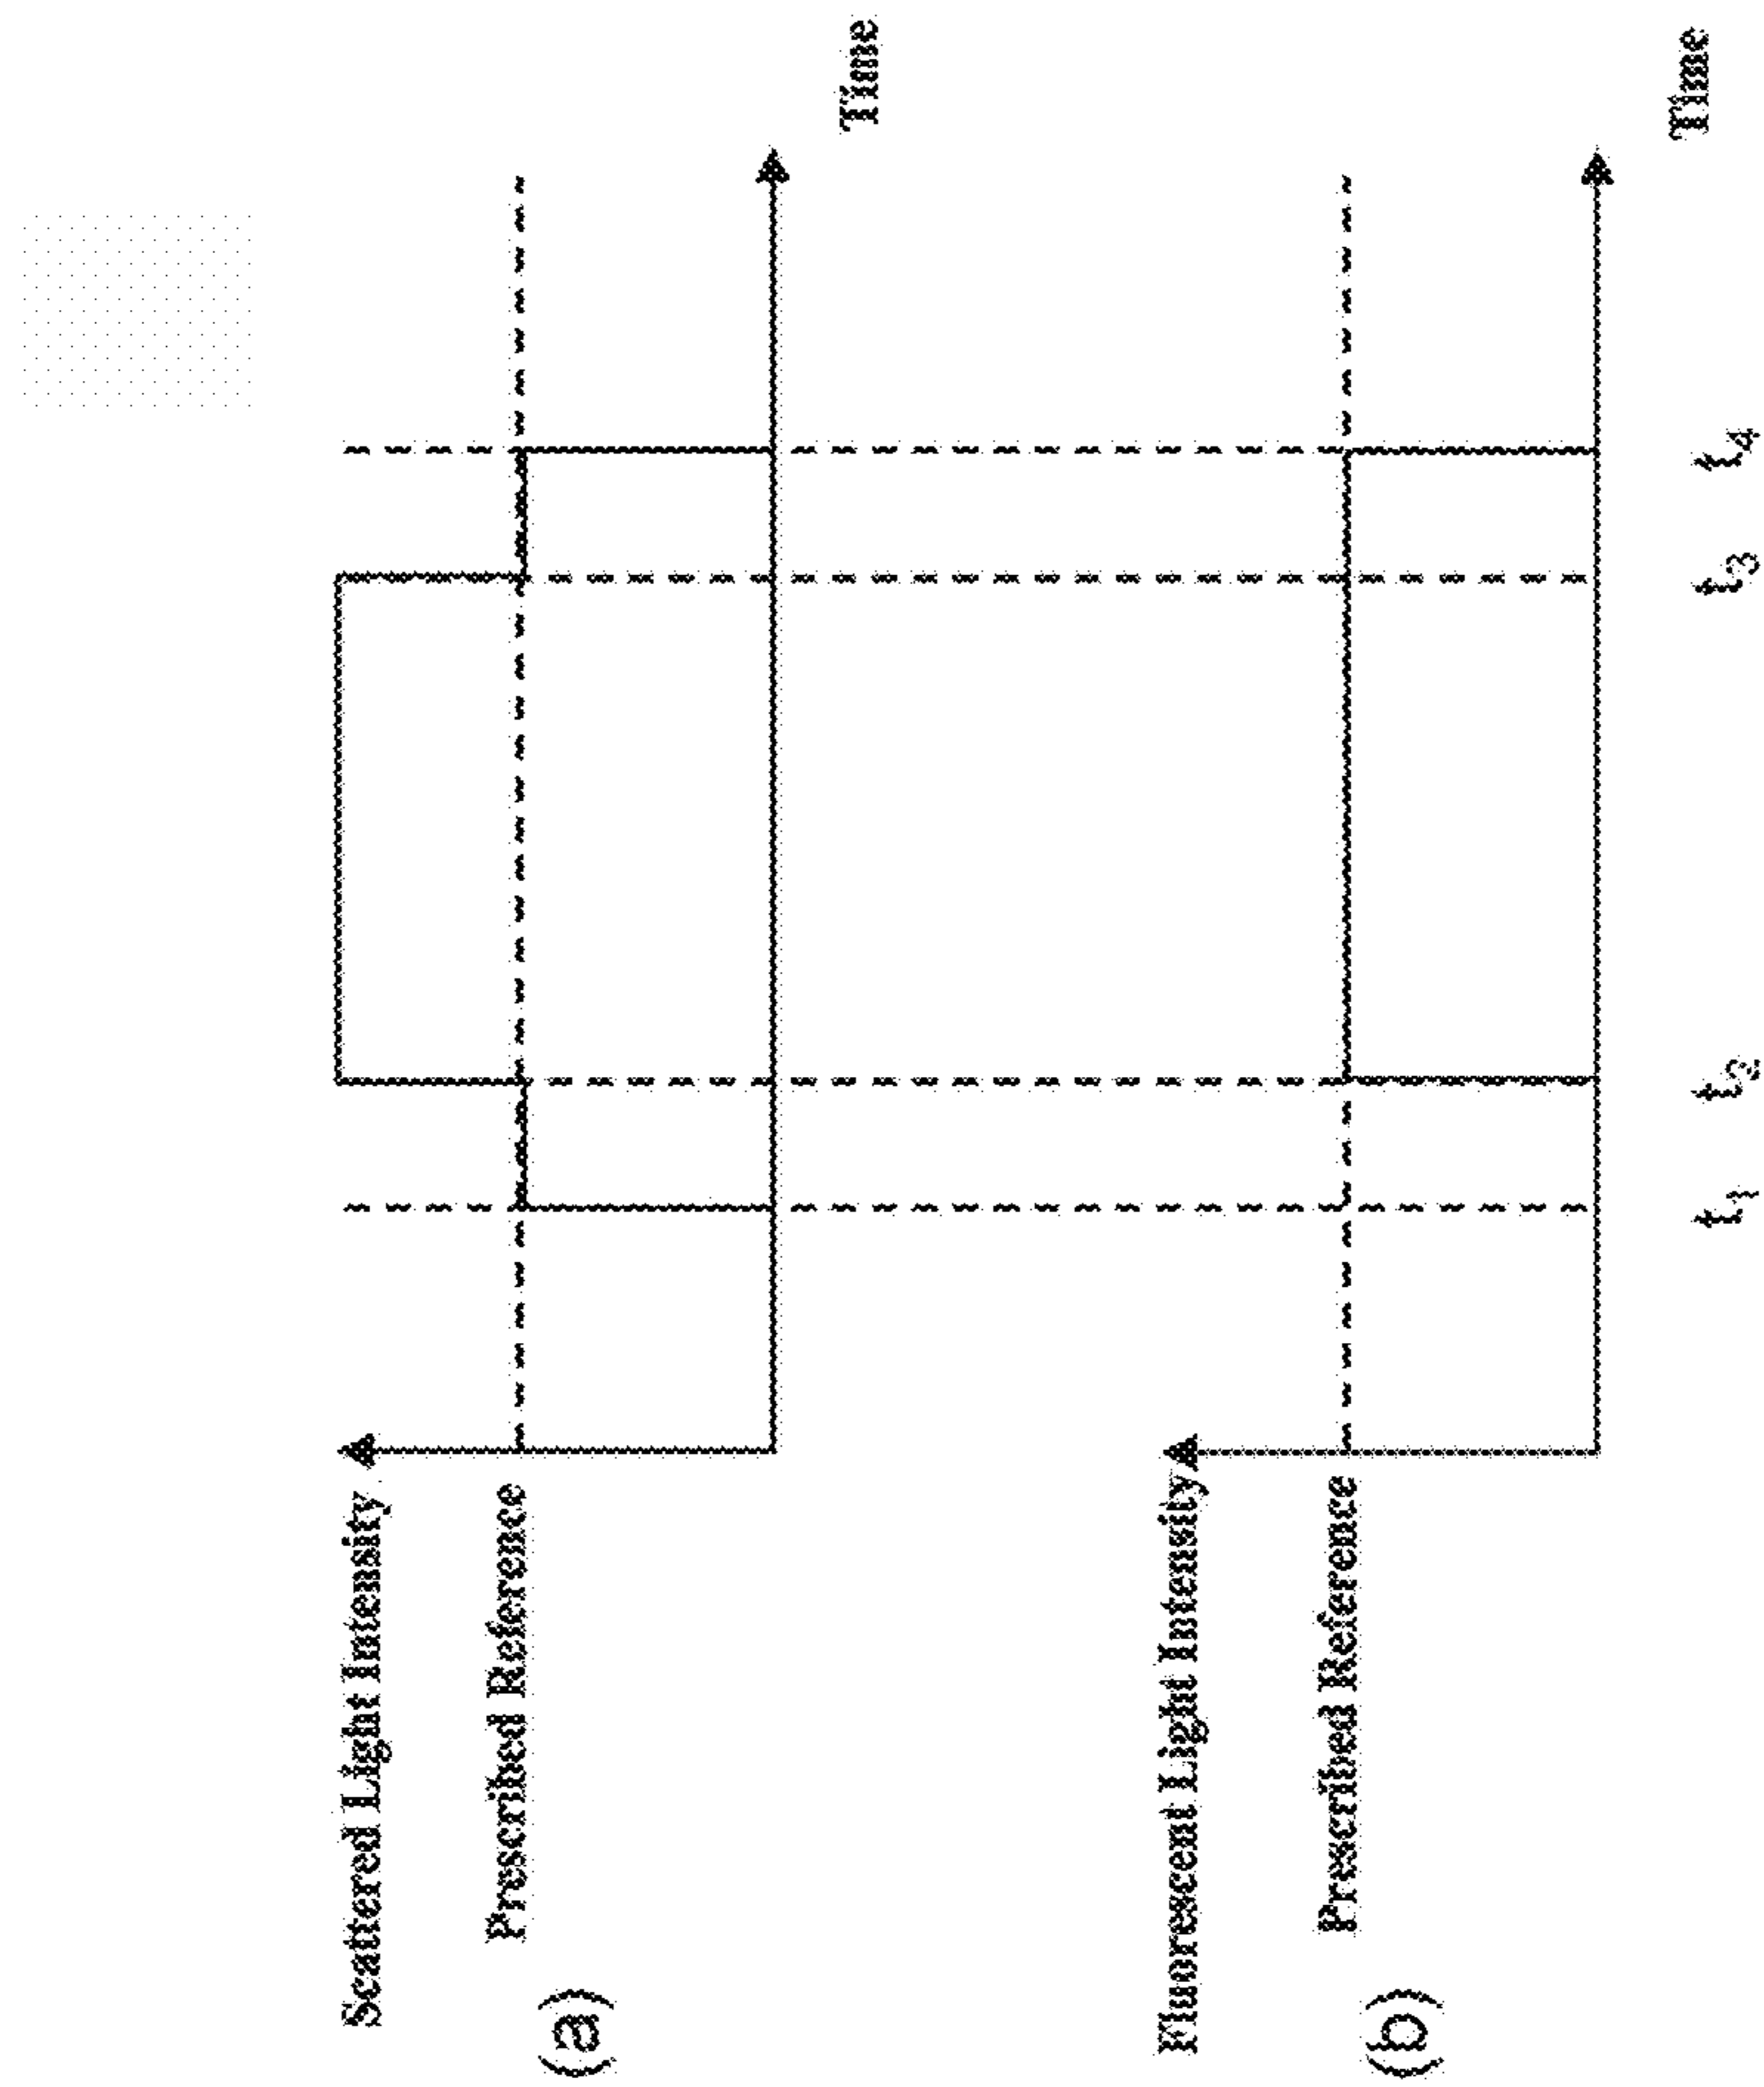 Scattered Light Intensity
Prescribed Reference
(a)
Time
Fluorescent Light Intensity
Prescribed Reference
(b)
Time
t1 t2 t3 t4